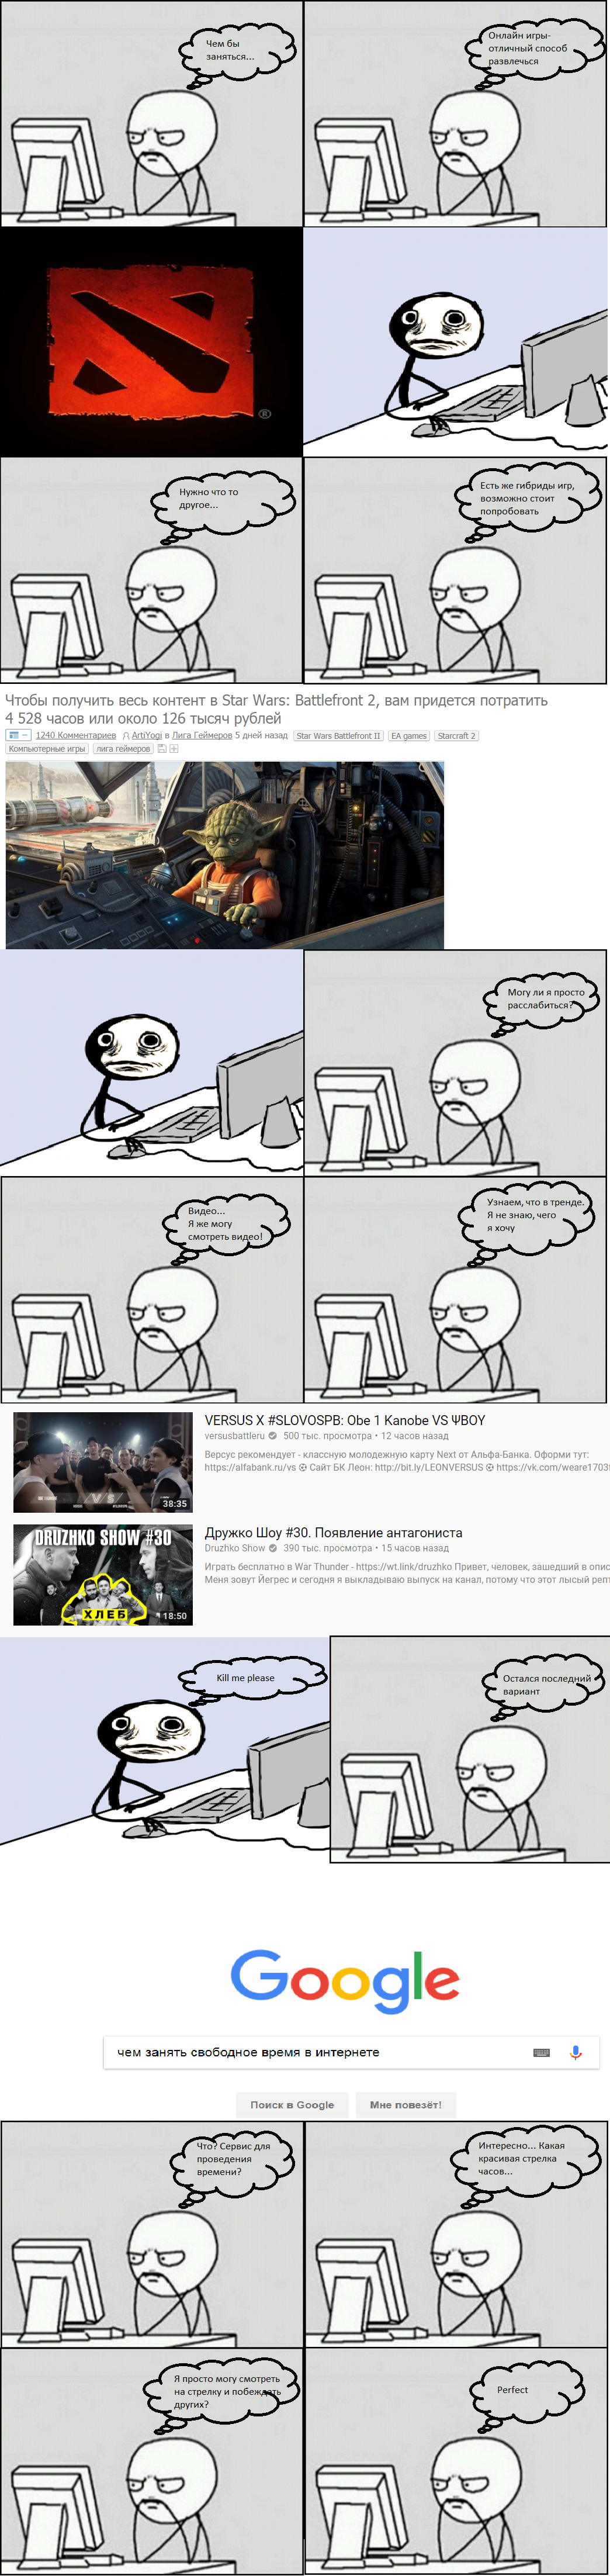 Чем бы
заняться...
Онлайн игры-
отличный способ
развлечься
®
Нужно что то
другое...
Есть же гибриды игр,
возможно стоит
попробовать
Чтобы получить весь контент в Star Wars: Battlefront 2, вам придется потратить
4 528 часов или около 126 тысяч рублей
1240 Комментариев ArtiYogi в Лига Геймеров 5 дней назад Star Wars Battlefront II EA games Starcraft 2
Компьютерные игры лига геймеров
Могу ли я просто
расслабиться?
Видео...
Я же могу
смотреть видео!
Узнаем, что в тренде.
Я не знаю, чего
я хочу
VERSUS X #SLOVOSPB: Obe 1 Kanobe VS ΨBOY
versusbattleru 500 тыс. просмотра • 12 часов назад
Версус рекомендует - классную молодежную карту Next от Альфа-Банка. Оформи тут:
https://alfabank.ru/vs ⚽ Сайт БК Леон: http://bit.ly/LEONVERSUS ⚽ https://vk.com/weare1703
VS
38:35
Дружко Шоу #30. Появление антагониста
Druzhko Show 390 тыс. просмотра • 15 часов назад
Играть бесплатно в War Thunder - https://wt.link/druzhko Привет, человек, зашедший в опис
Меня зовут Йегрес и сегодня я выкладываю выпуск на канал, потому что этот лысый реп
DRUZHKO SHOW #30
ХЛЕБ
18:50
Kill me please
Остался последний
вариант
Google
чем занять свободное время в интернете
Поиск в Google Мне повезёт!
Что? Сервис для
проведения
времени?
Интересно... Какая
красивая стрелка
часов...
Я просто могу смотреть
на стрелку и побеждать
других?
Perfect